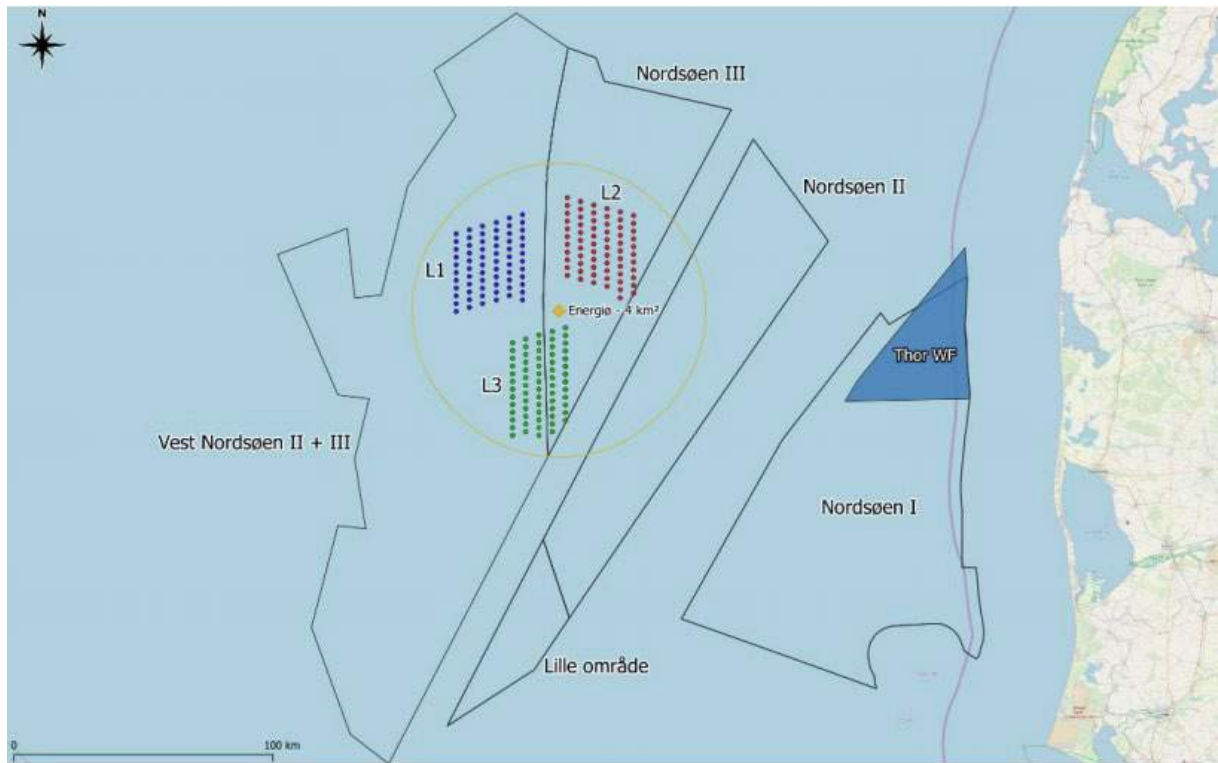 N
Nordsøen III
L2
Nordsøen II
L1
Energiø - 4 km²
Thor WF
L3
Vest Nordsøen II + III
Nordsøen I
Lille område
0
100 km